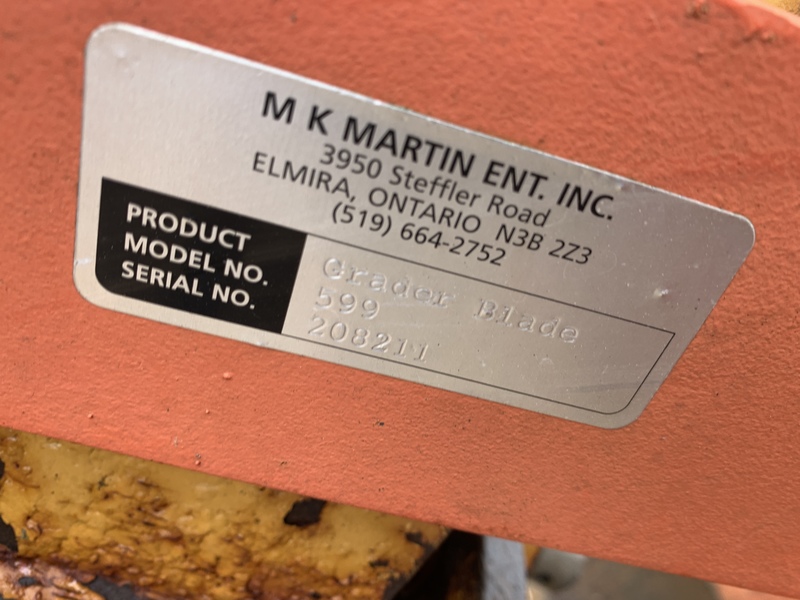 M K MARTIN ENT. INC.
3950 Steffler Road
ELMIRA, ONTARIO N3B 2Z3
(519) 664-2752
PRODUCT Grader Blade
MODEL NO. 599
SERIAL NO. 208211